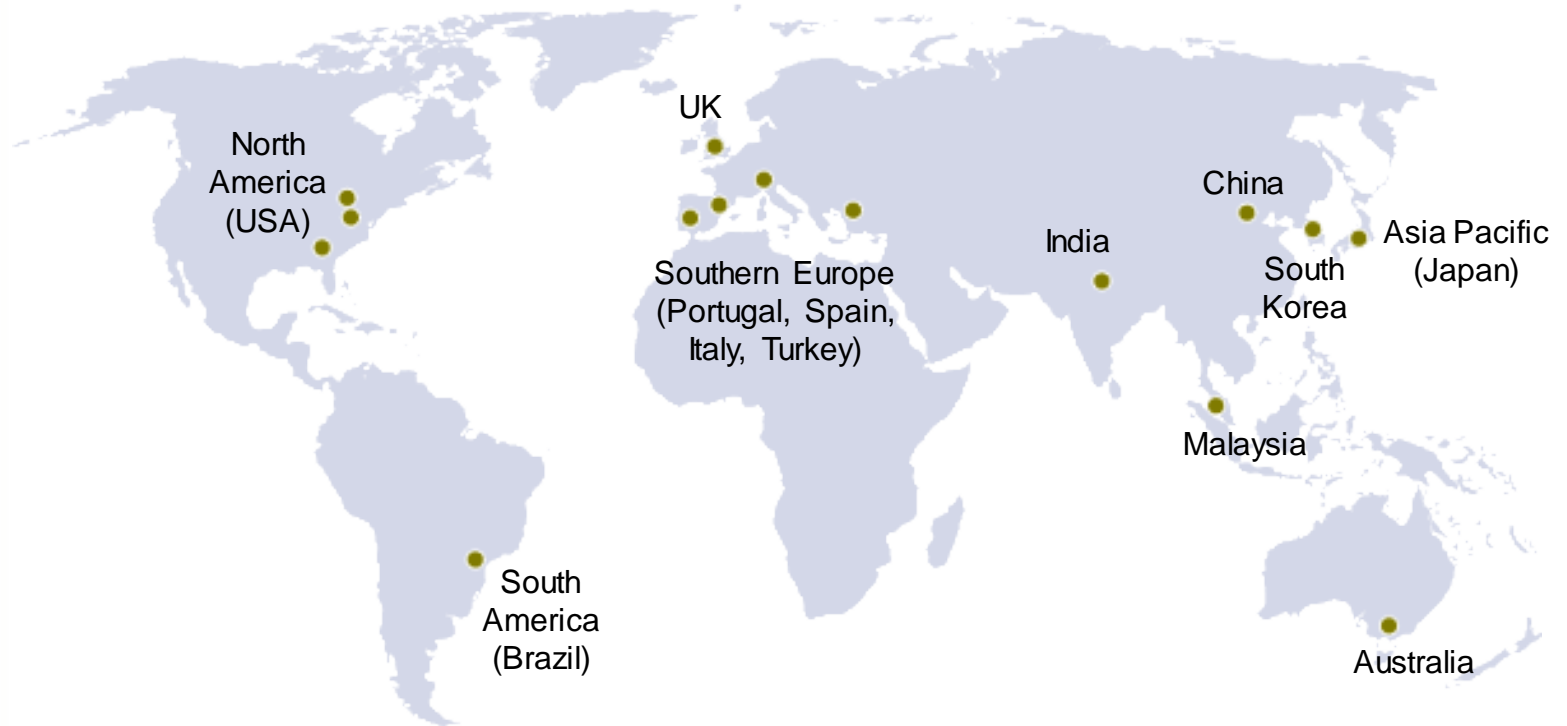 UK
North
America
(USA)
China
India
Asia Pacific
(Japan)
South
Korea
Southern Europe
(Portugal, Spain,
Italy, Turkey)
Malaysia
South
America
(Brazil)
Australia